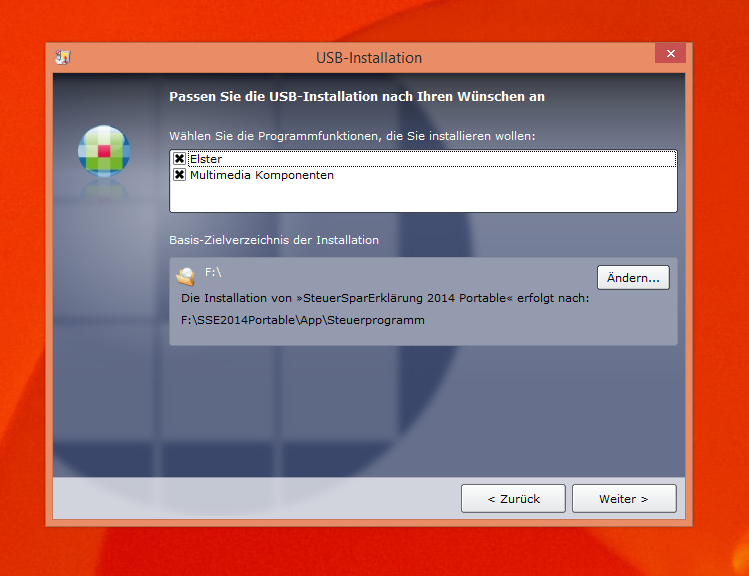 USB-Installation
Passen Sie die USB-Installation nach Ihren Wünschen an
Wählen Sie die Programmfunktionen, die Sie installieren wollen:
Elster
Multimedia Komponenten
Basis-Zielverzeichnis der Installation
F:\
Ändern...
Die Installation von »SteuerSparErklärung 2014 Portable« erfolgt nach:
F:\SSE2014Portable\App\Steuerprogramm
< Zurück
Weiter >